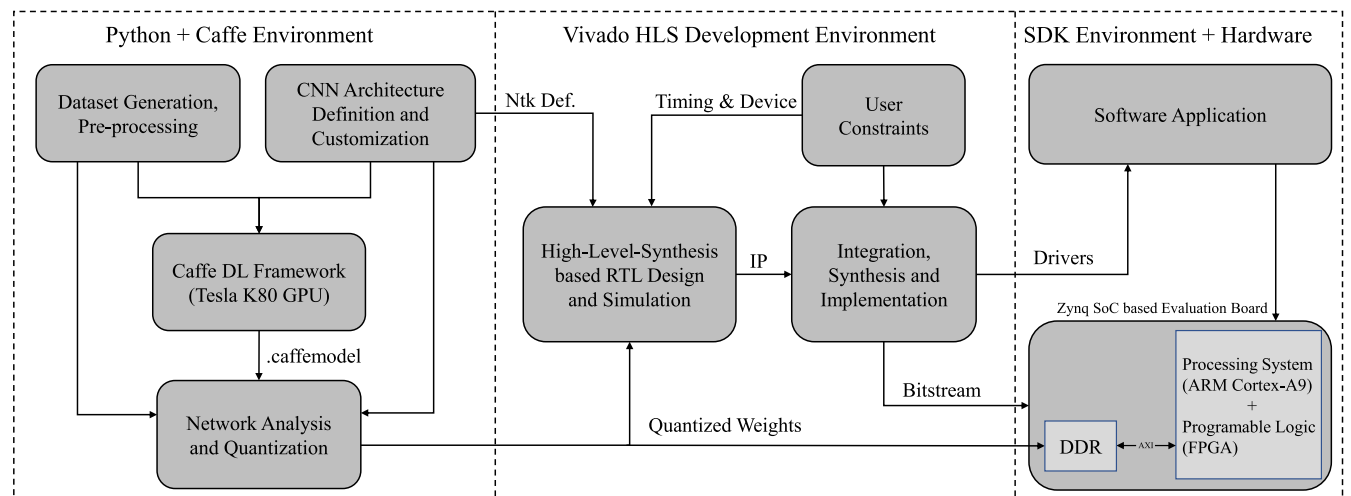 Python + Caffe Environment
Dataset Generation,
Pre-processing
CNN Architecture
Definition and
Customization
Caffe DL Framework
(Tesla K80 GPU)
.caffemodel
Network Analysis
and Quantization
Vivado HLS Development Environment
Ntk Def.
Timing & Device
User
Constraints
High-Level-Synthesis
based RTL Design
and Simulation
IP
Integration,
Synthesis and
Implementation
Drivers
Bitstream
Quantized Weights
SDK Environment + Hardware
Software Application
Zynq SoC based Evaluation Board
Processing System
(ARM Cortex-A9)
+
Programable Logic
(FPGA)
DDR
AXI